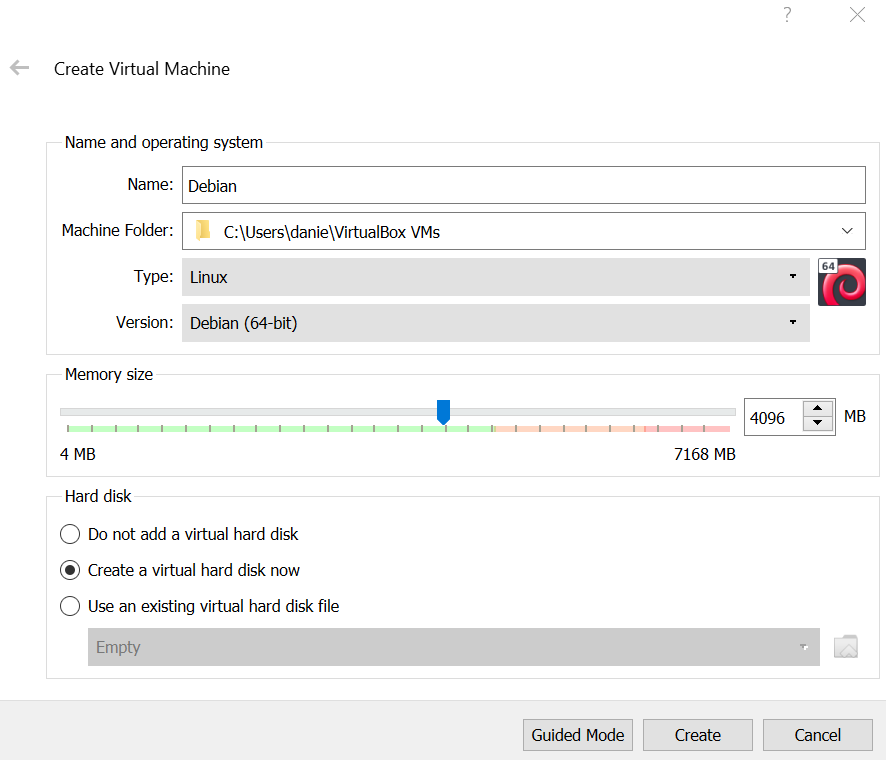 ?
Create Virtual Machine
Name and operating system
Name: Debian
Machine Folder: C:\Users\danie\VirtualBox VMs
Type: Linux
64
Version: Debian (64-bit)
Memory size
4096 MB
4 MB 7168 MB
Hard disk
Do not add a virtual hard disk
Create a virtual hard disk now
Use an existing virtual hard disk file
Empty
Guided Mode Create Cancel